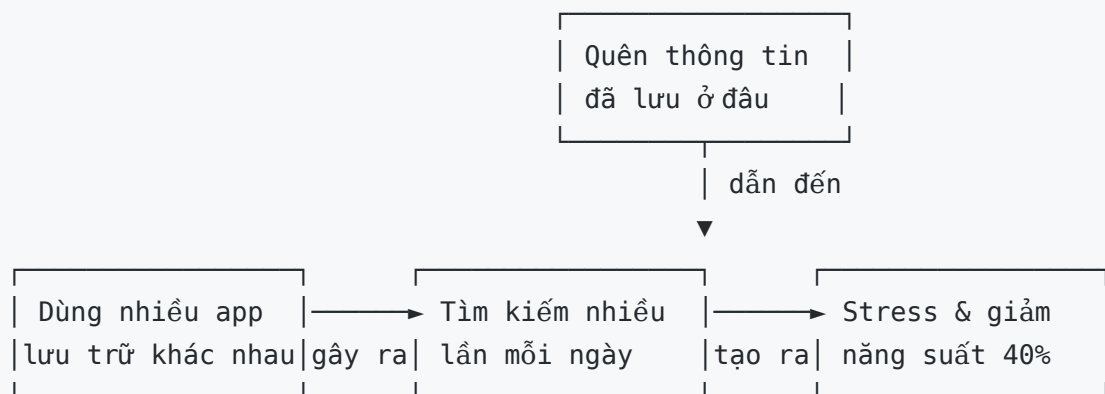 Quên thông tin
đã lưu ở đâu
dẫn đến
Dùng nhiều app
lưu trữ khác nhau
gây ra
Tìm kiếm nhiều
lần mỗi ngày
tạo ra
Stress & giảm
năng suất 40%